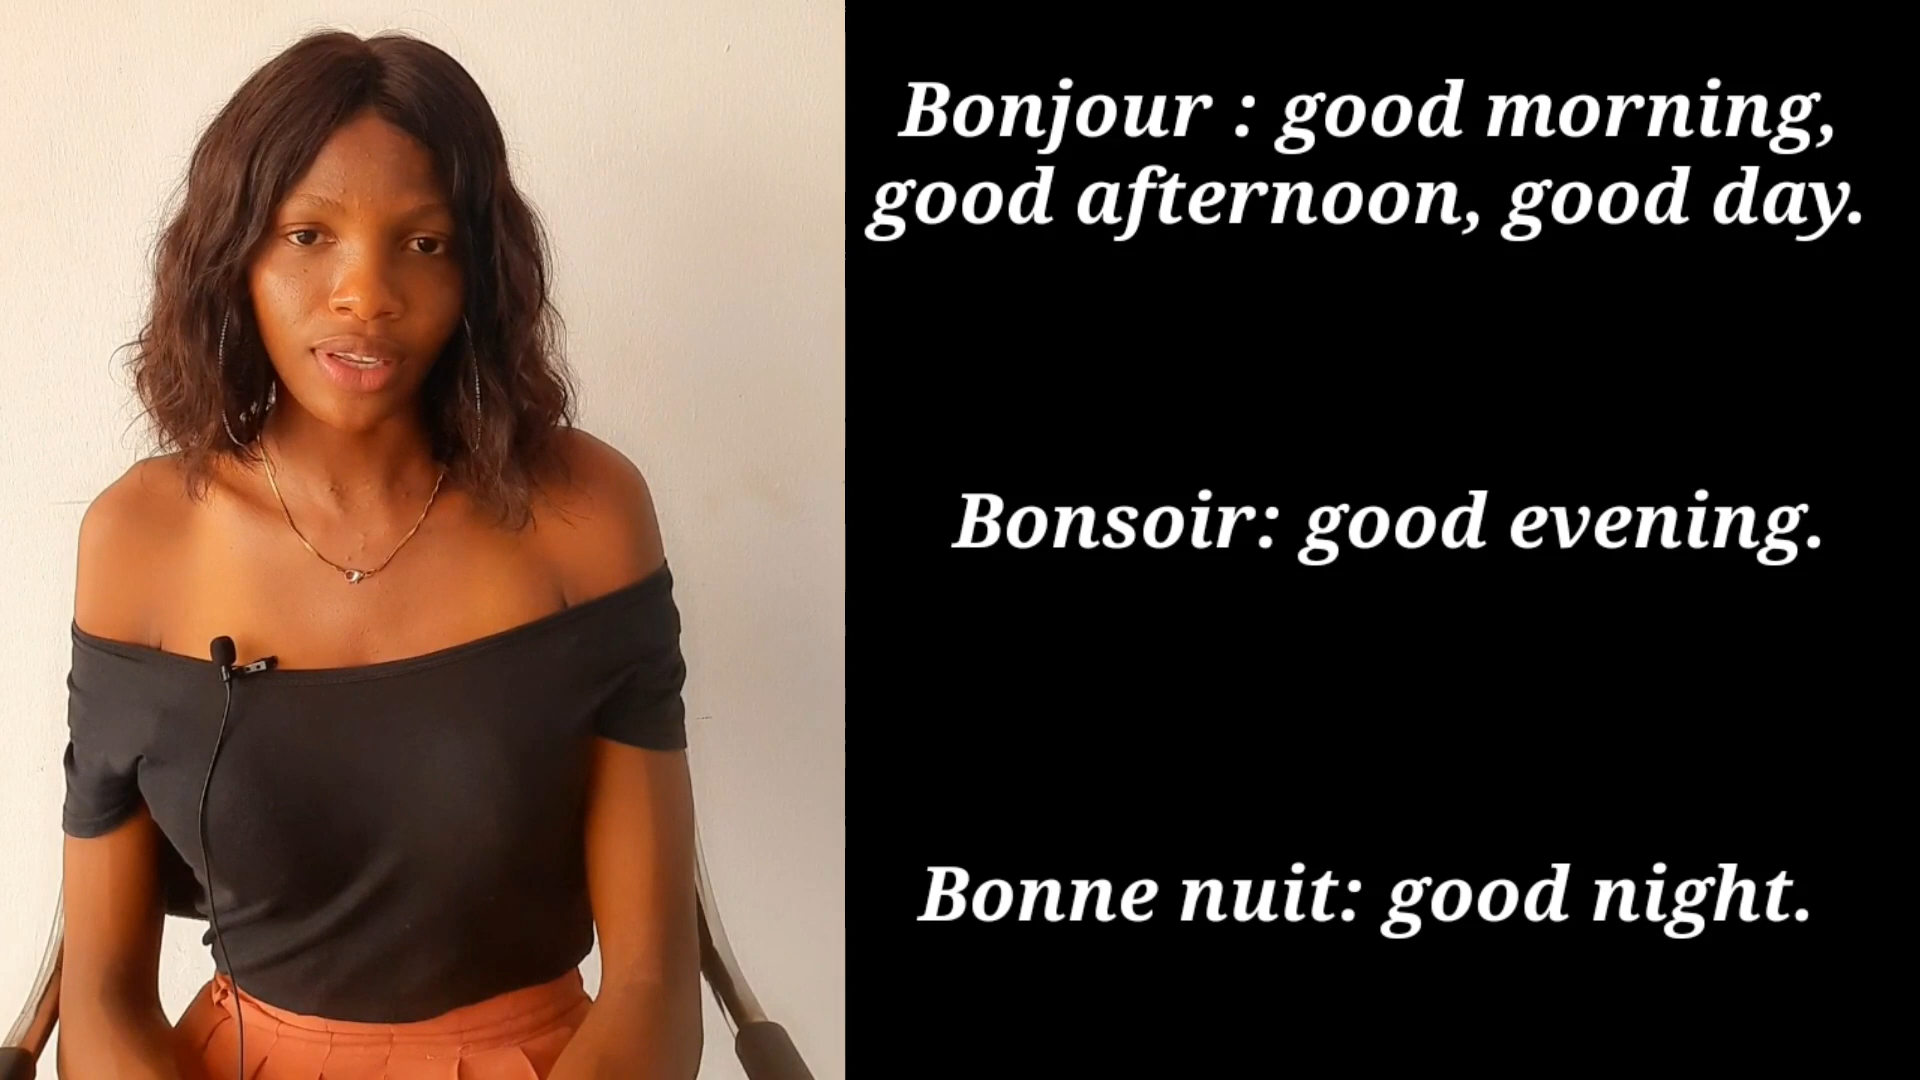 Bonjour : good morning,
good afternoon, good day.
Bonsoir: good evening.
Bonne nuit: good night.